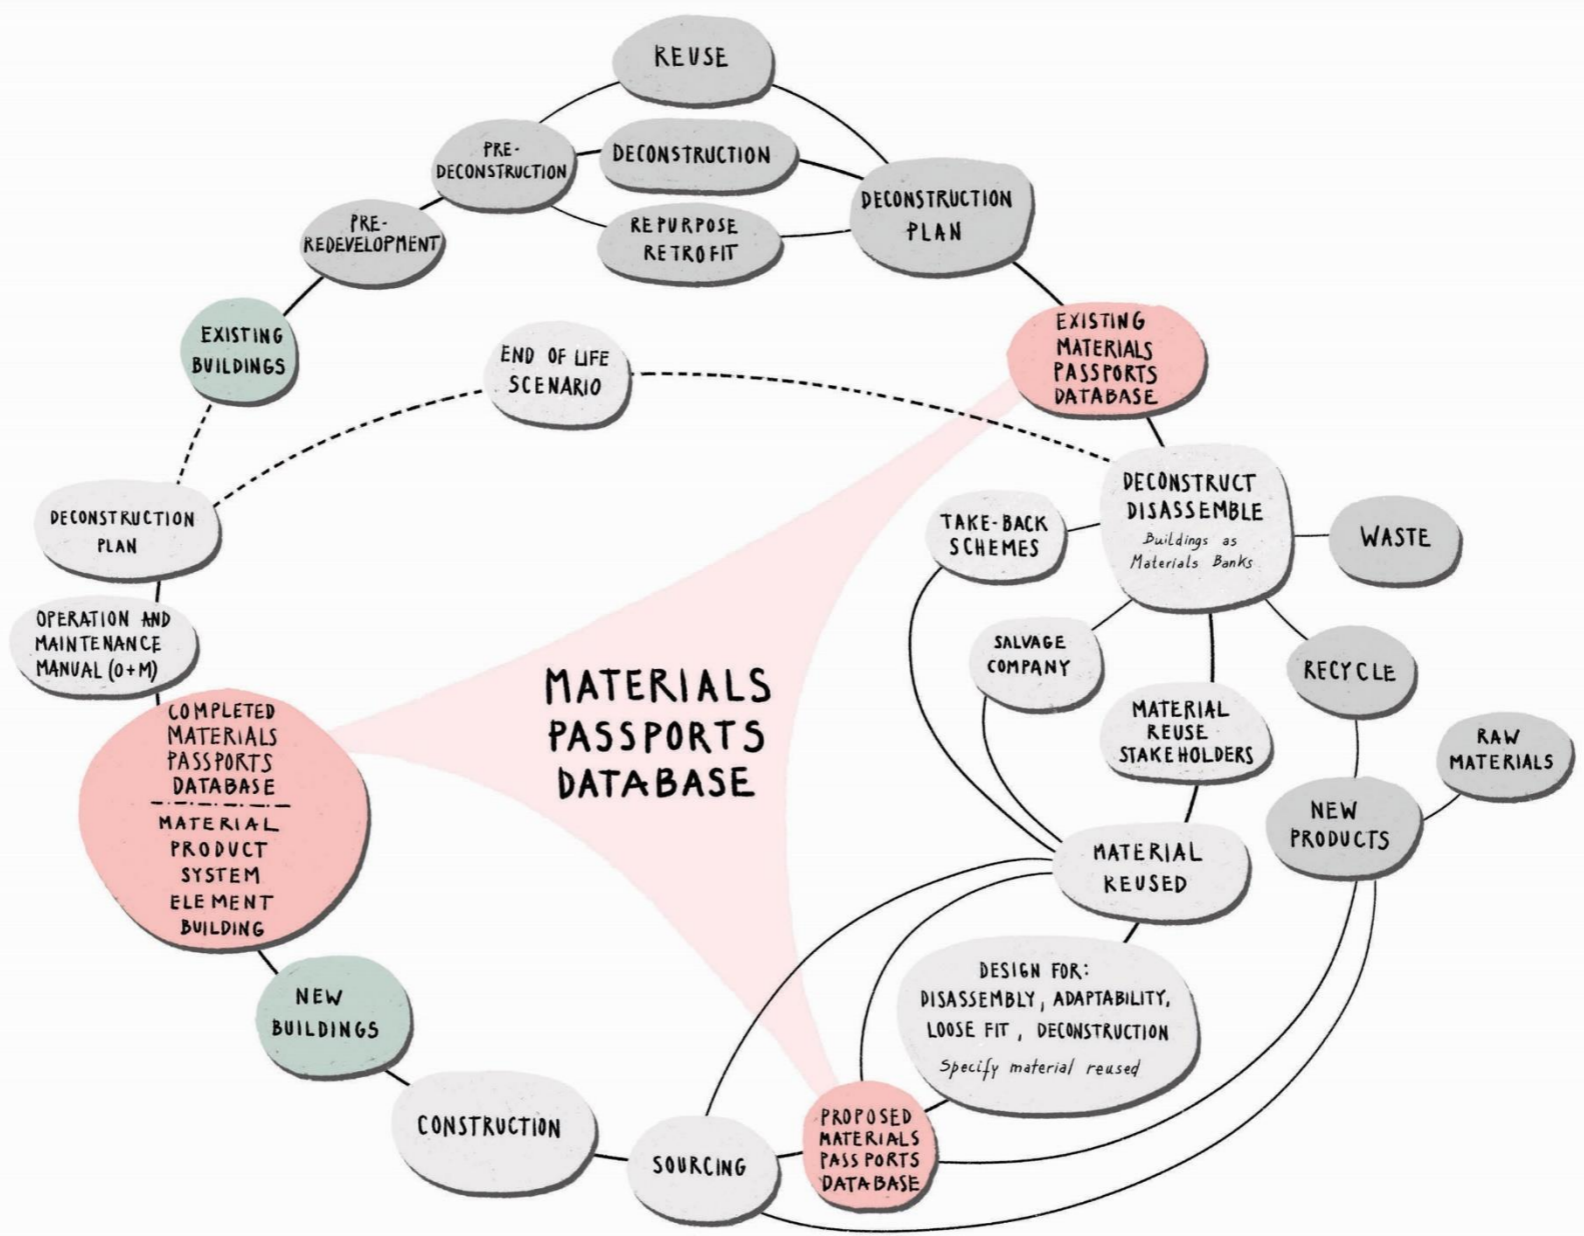 REUSE
PRE-
DECONSTRUCTION
DECONSTRUCTION
REPURPOSE
RETROFIT
DECONSTRUCTION
PLAN
PRE-
REDEVELOPMENT
EXISTING
BUILDINGS
END OF LIFE
SCENARIO
EXISTING
MATERIALS
PASSPORTS
DATABASE
DECONSTRUCTION
PLAN
OPERATION AND
MAINTENANCE
MANUAL (O+M)
COMPLETED
MATERIALS
PASSPORTS
DATABASE
MATERIAL
PRODUCT
SYSTEM
ELEMENT
BUILDING
NEW
BUILDINGS
CONSTRUCTION
SOURCING
PROPOSED
MATERIALS
PASSPORTS
DATABASE
MATERIALS
PASSPORTS
DATABASE
DECONSTRUCT
DISASSEMBLE
Buildings as
Materials Banks
TAKE-BACK
SCHEMES
WASTE
SALVAGE
COMPANY
RECYCLE
MATERIAL
REUSE
STAKEHOLDERS
RAW
MATERIALS
NEW
PRODUCTS
MATERIAL
REUSED
DESIGN FOR:
DISASSEMBLY, ADAPTABILITY,
LOOSE FIT, DECONSTRUCTION
Specify material reused